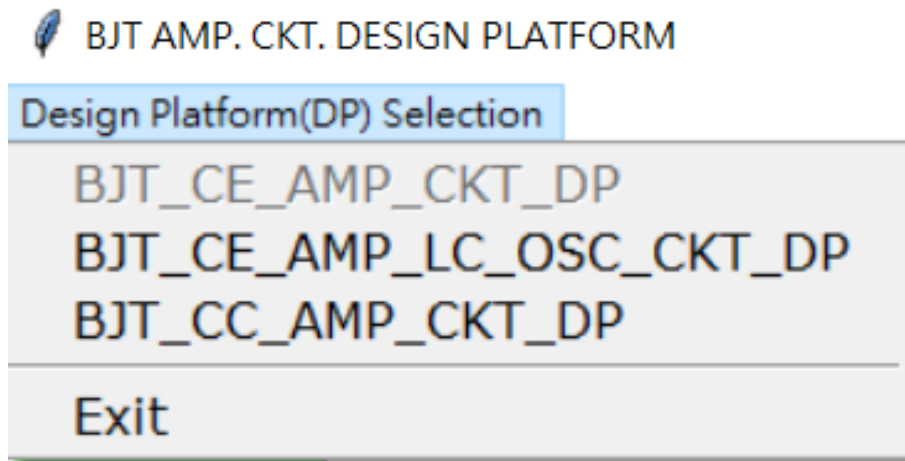 BJT AMP. CKT. DESIGN PLATFORM
Design Platform(DP) Selection
BJT_CE_AMP_CKT_DP
BJT_CE_AMP_LC_OSC_CKT_DP
BJT_CC_AMP_CKT_DP
Exit